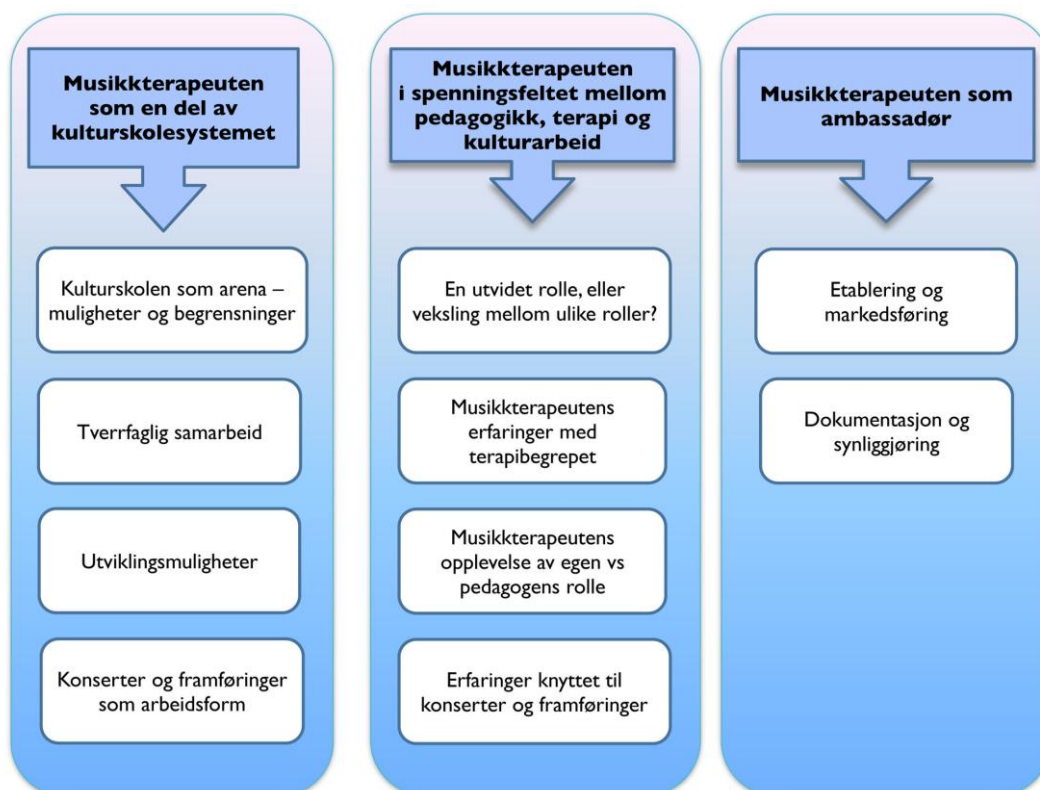 Musikkterapeuten
som en del av
kulturskolesystemet
Kulturskolen som arena –
muligheter og begrensninger
Tverrfaglig samarbeid
Utviklingsmuligheter
Konserter og framføringer
som arbeidsform
Musikkterapeuten
i spenningsfeltet mellom
pedagogikk, terapi og
kulturarbeid
En utvidet rolle, eller
veksling mellom ulike roller?
Musikkterapeutens
erfaringer med
terapibegrepet
Musikkterapeutens
opplevelse av egen vs
pedagogens rolle
Erfaringer knyttet til
konserter og framføringer
Musikkterapeuten som
ambassadør
Etablering og
markedsføring
Dokumentasjon og
synliggjøring